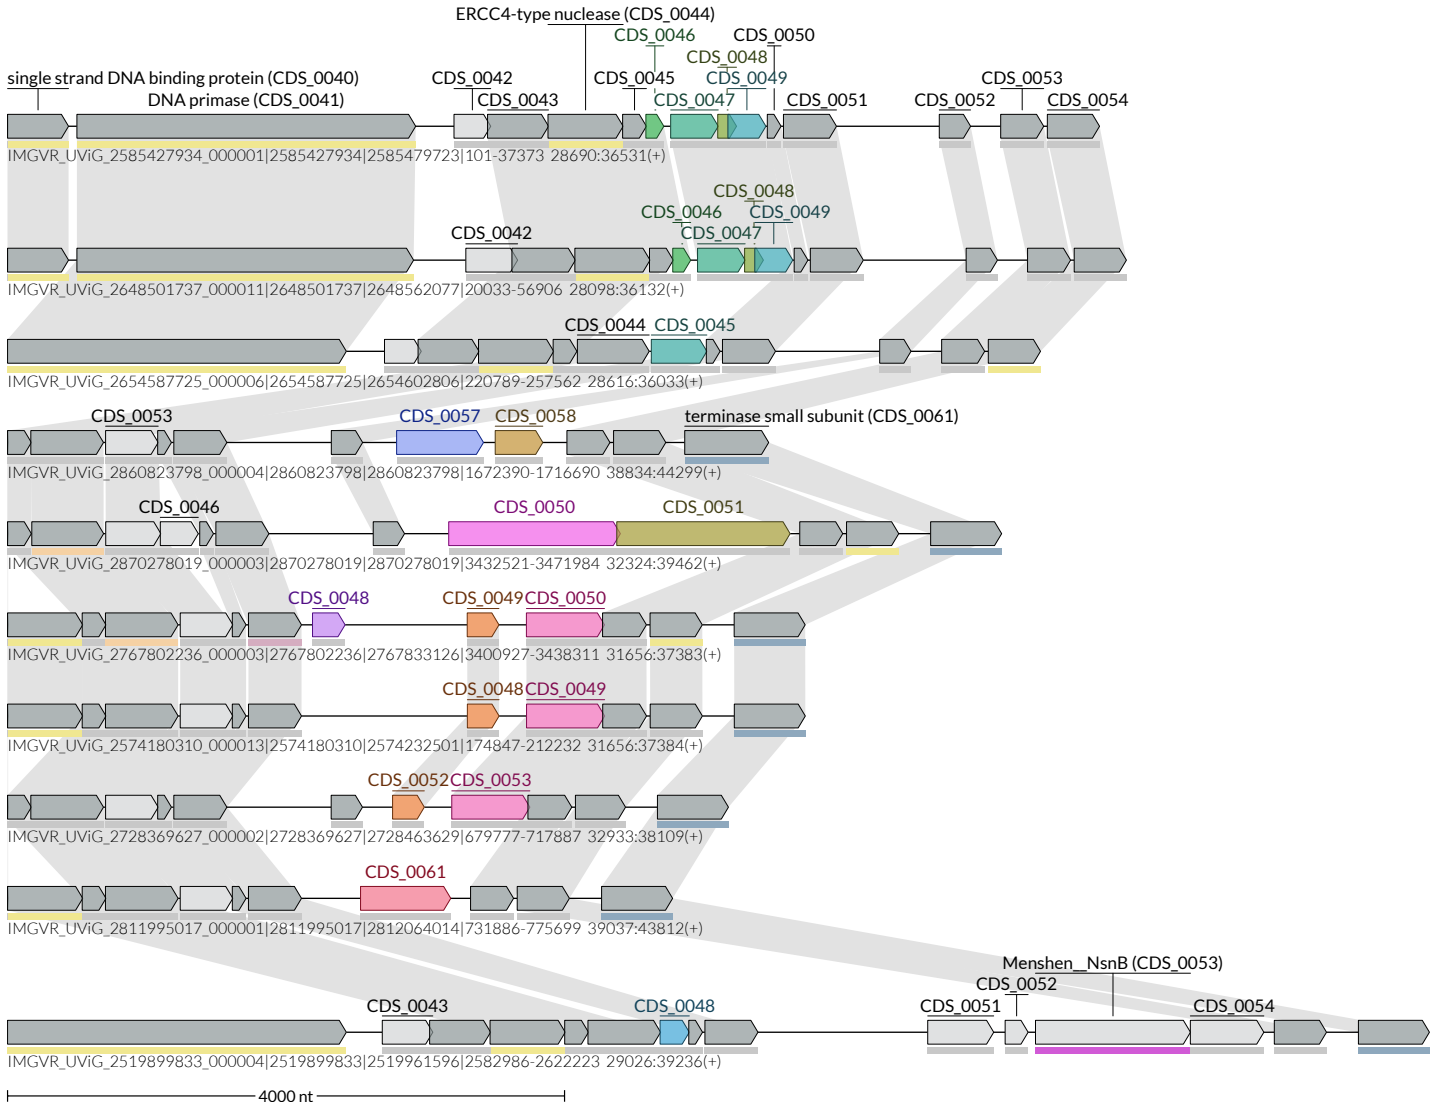 ERCC4-type nuclease (CDS_0044)
CDS_0046 CDS_0050
CDS_0048
single strand DNA binding protein (CDS_0040) CDS_0042 CDS_0045 CDS_0049 CDS_0053
DNA primase (CDS_0041) CDS_0043 CDS_0047 CDS_0051 CDS_0052 CDS_0054
IMGVR_UViG_2585427934_000001|2585427934|2585479723|101-37373 28690:36531(+)
CDS_0048
CDS_0046 CDS_0049
CDS_0042 CDS_0047
IMGVR_UViG_2648501737_000011|2648501737|2648562077|20033-56906 28098:36132(+)
CDS_0044 CDS_0045
IMGVR_UViG_2654587725_000006|2654587725|2654602806|220789-257562 28616:36033(+)
CDS_0053 CDS_0057 CDS_0058 terminase small subunit (CDS_0061)
IMGVR_UViG_2860823798_000004|2860823798|2860823798|1672390-1716690 38834:44299(+)
CDS_0046 CDS_0050 CDS_0051
IMGVR_UViG_2870278019_000003|2870278019|2870278019|3432521-3471984 32324:39462(+)
CDS_0048 CDS_0049 CDS_0050
IMGVR_UViG_2767802236_000003|2767802236|2767833126|3400927-3438311 31656:37383(+)
CDS_0048 CDS_0049
IMGVR_UViG_2574180310_000013|2574180310|2574232501|174847-212232 31656:37384(+)
CDS_0052 CDS_0053
IMGVR_UViG_2728369627_000002|2728369627|2728463629|679777-717887 32933:38109(+)
CDS_0061
IMGVR_UViG_2811995017_000001|2811995017|2812064014|731886-775699 39037:43812(+)
Menshen__NsnB (CDS_0053)
CDS_0052
CDS_0043 CDS_0048 CDS_0051 CDS_0054
IMGVR_UViG_2519899833_000004|2519899833|2519961596|2582986-2622223 29026:39236(+)
4000 nt